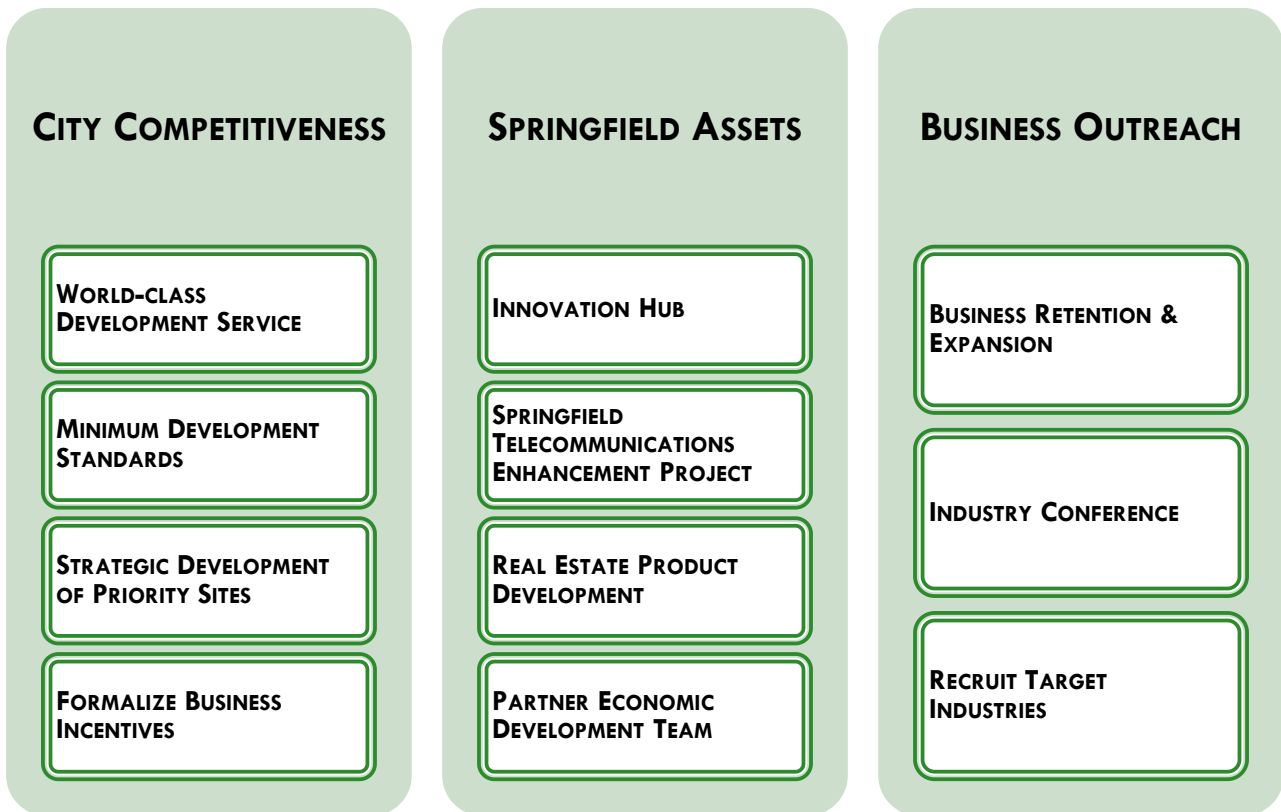 CITY COMPETITIVENESS
WORLD-CLASS
DEVELOPMENT SERVICE
MINIMUM DEVELOPMENT
STANDARDS
STRATEGIC DEVELOPMENT
OF PRIORITY SITES
FORMALIZE BUSINESS
INCENTIVES
SPRINGFIELD ASSETS
INNOVATION HUB
SPRINGFIELD
TELECOMMUNICATIONS
ENHANCEMENT PROJECT
REAL ESTATE PRODUCT
DEVELOPMENT
PARTNER ECONOMIC
DEVELOPMENT TEAM
BUSINESS OUTREACH
BUSINESS RETENTION &
EXPANSION
INDUSTRY CONFERENCE
RECRUIT TARGET
INDUSTRIES